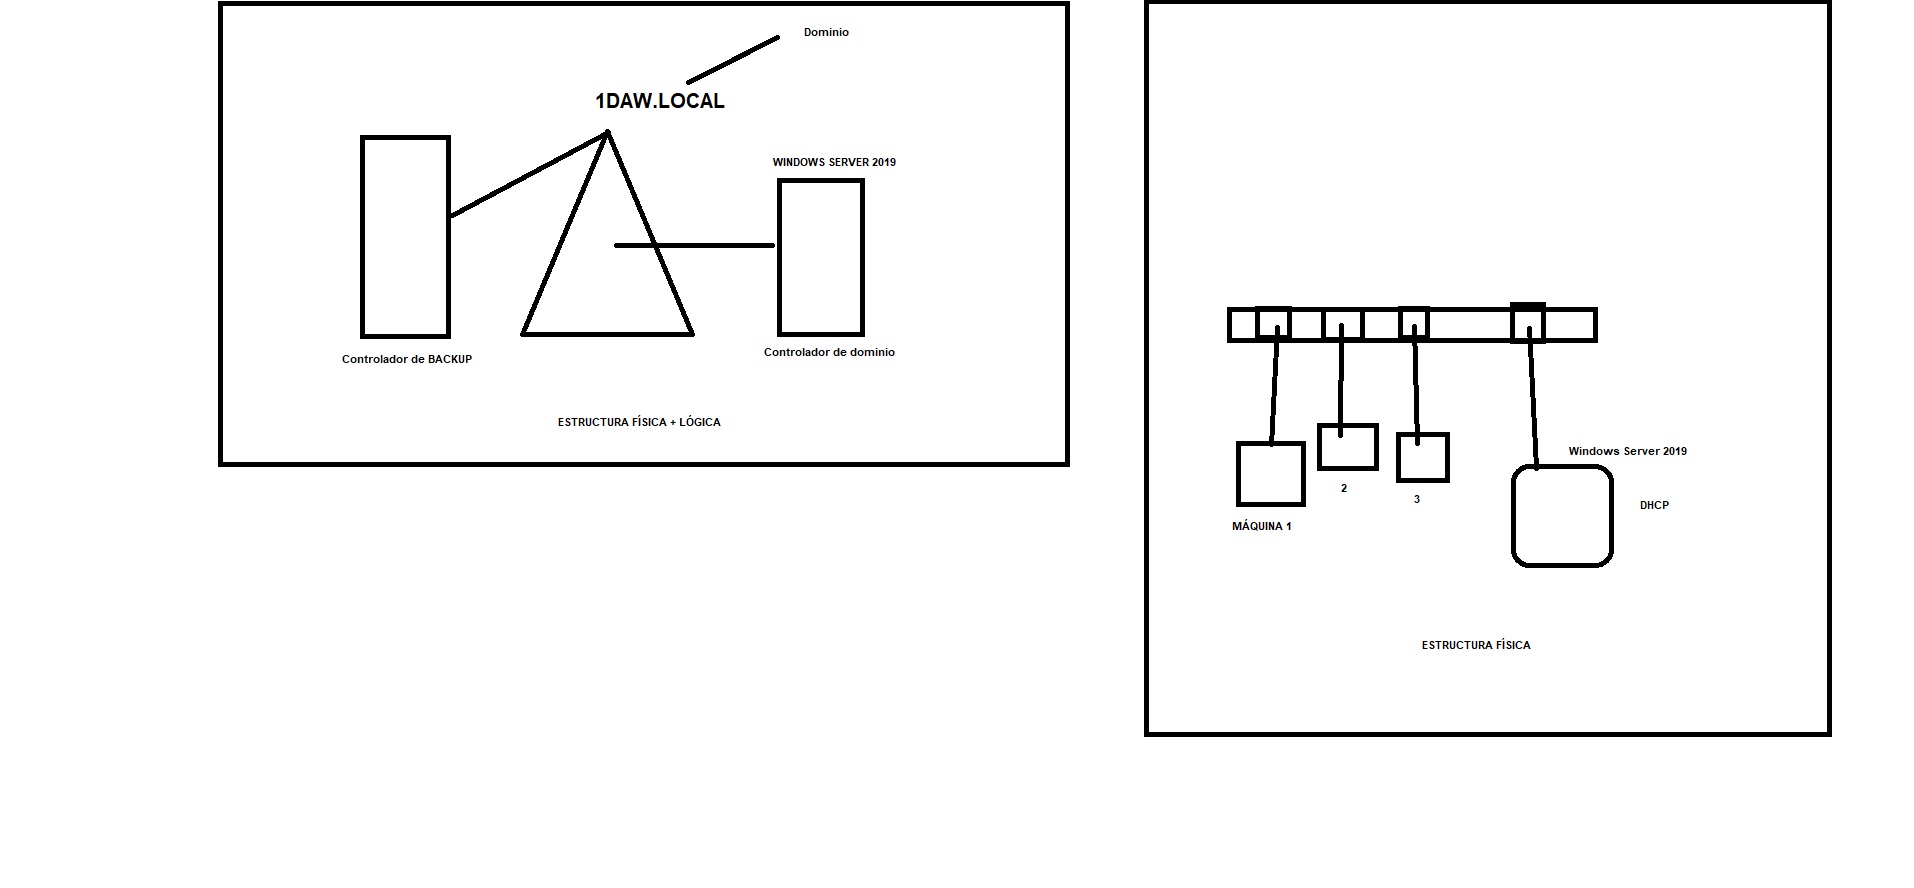 Dominio
1DAW.LOCAL
WINDOWS SERVER 2019
Controlador de dominio
Controlador de BACKUP
ESTRUCTURA FÍSICA + LÓGICA
Windows Server 2019
DHCP
2
3
MÁQUINA 1
ESTRUCTURA FÍSICA